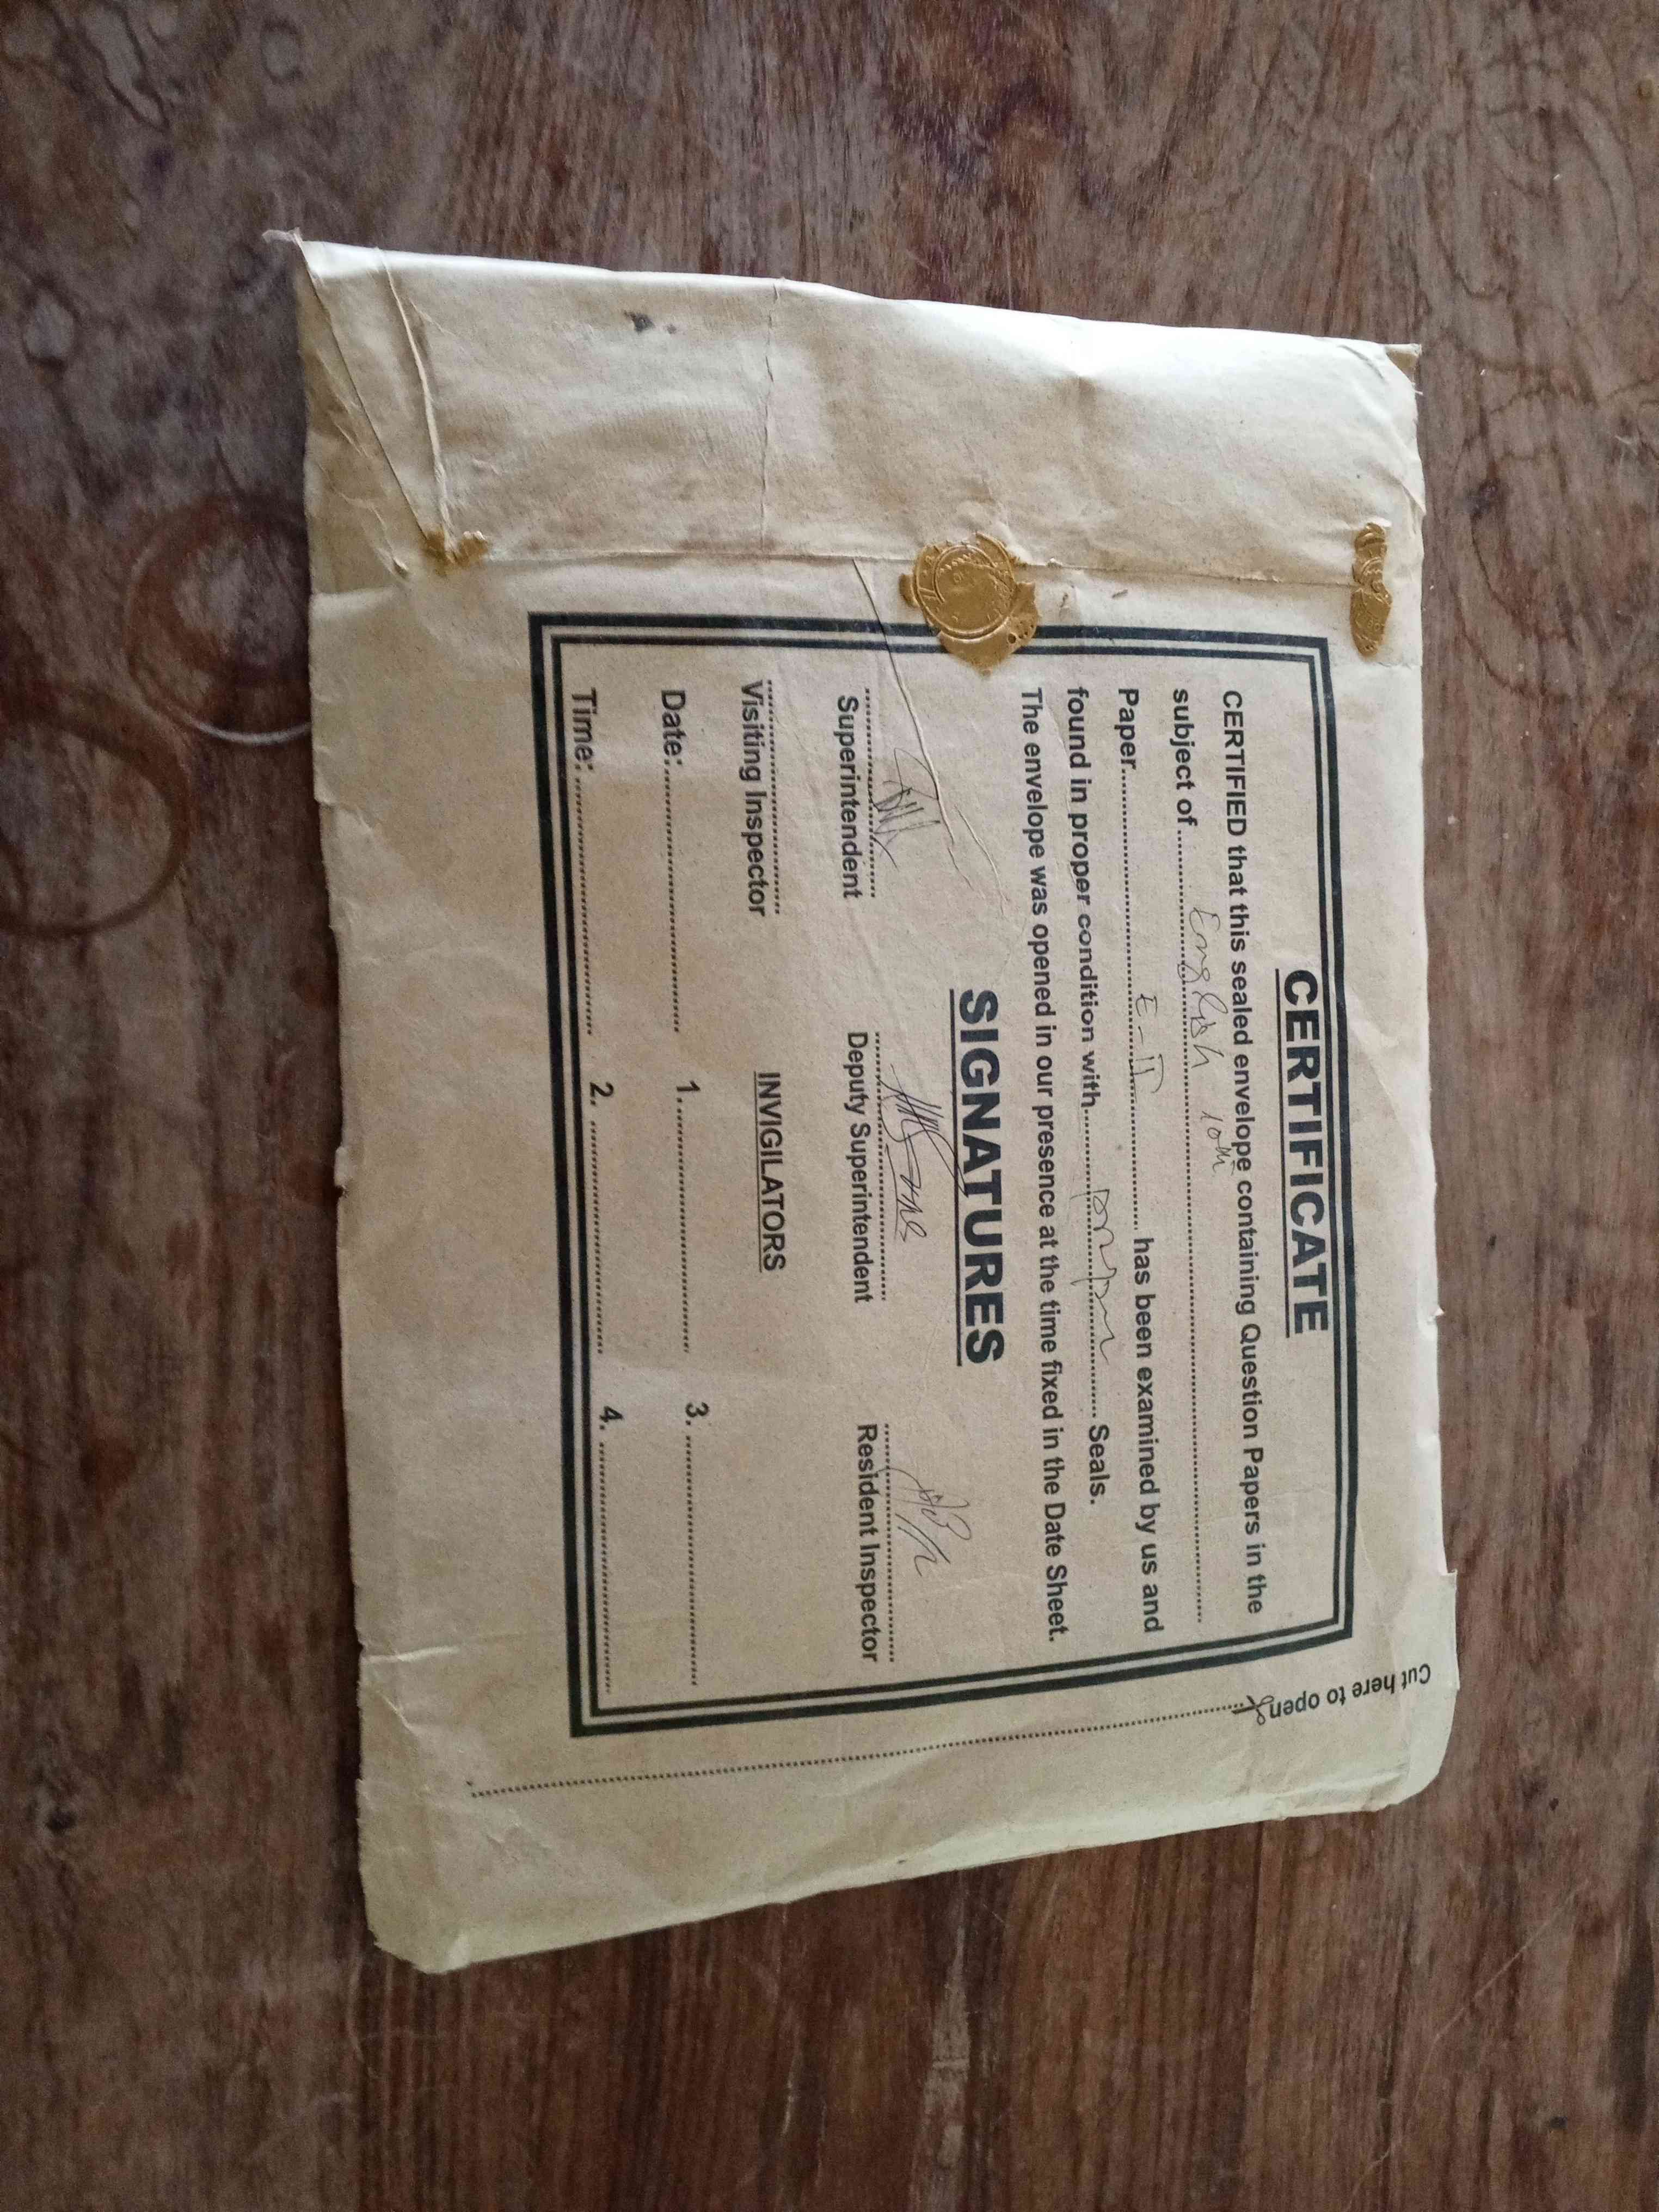 CERTIFICATE
CERTIFIED that this sealed envelope containing Question Papers in the
subject of............English 10th............
Paper............E-II............ has been examined by us and
found in proper condition with........................ Seals.
The envelope was opened in our presence at the time fixed in the Date Sheet.
SIGNATURES
Superintendent Deputy Superintendent Resident Inspector
Visiting Inspector
INVIGILATORS
Date:........................ 1......................... 3. ........................
Time:........................ 2. ........................ 4. ........................
Cut here to open